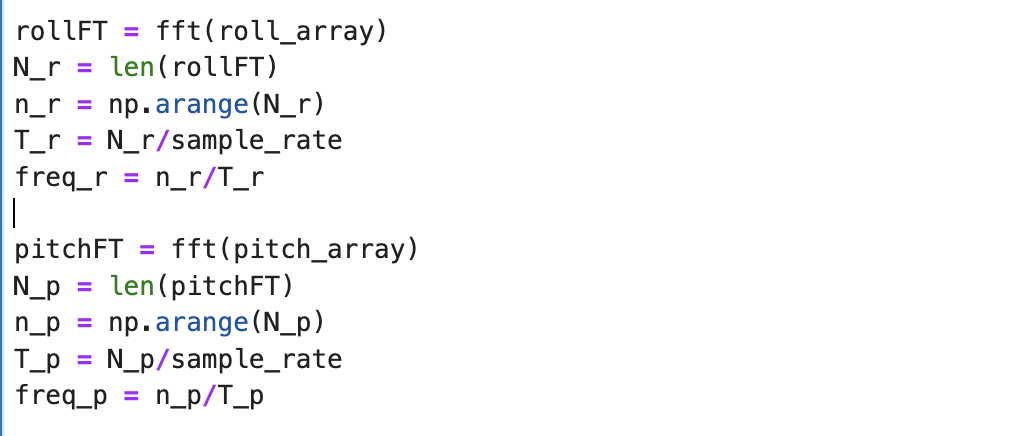 rollFT = fft(roll_array)
N_r = len(rollFT)
n_r = np.arange(N_r)
T_r = N_r/sample_rate
freq_r = n_r/T_r
pitchFT = fft(pitch_array)
N_p = len(pitchFT)
n_p = np.arange(N_p)
T_p = N_p/sample_rate
freq_p = n_p/T_p